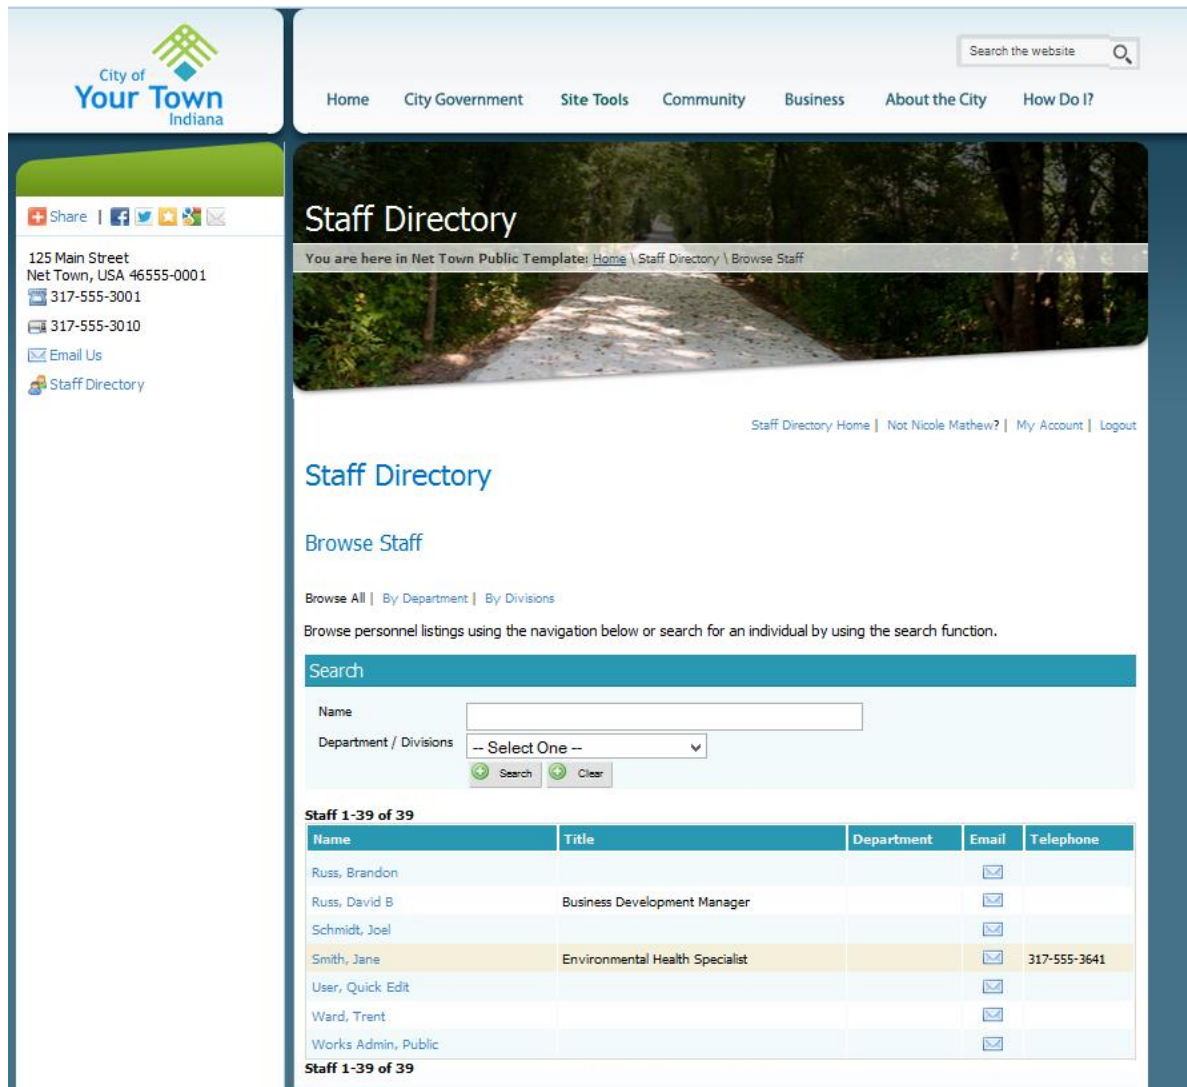 City of
Your Town
Indiana
Search the website
Home City Government Site Tools Community Business About the City How Do I?
Share |
125 Main Street
Net Town, USA 46555-0001
317-555-3001
317-555-3010
Email Us
Staff Directory
Staff Directory
You are here in Net Town Public Template: Home \ Staff Directory \ Browse Staff
Staff Directory Home | Not Nicole Mathew? | My Account | Logout
Staff Directory
Browse Staff
Browse All | By Department | By Divisions
Browse personnel listings using the navigation below or search for an individual by using the search function.
Search
Name
Department / Divisions -- Select One --
Search Clear
Staff 1-39 of 39
Name Title Department Email Telephone
Russ, Brandon
Russ, David B Business Development Manager
Schmidt, Joel
Smith, Jane Environmental Health Specialist 317-555-3641
User, Quick Edit
Ward, Trent
Works Admin, Public
Staff 1-39 of 39